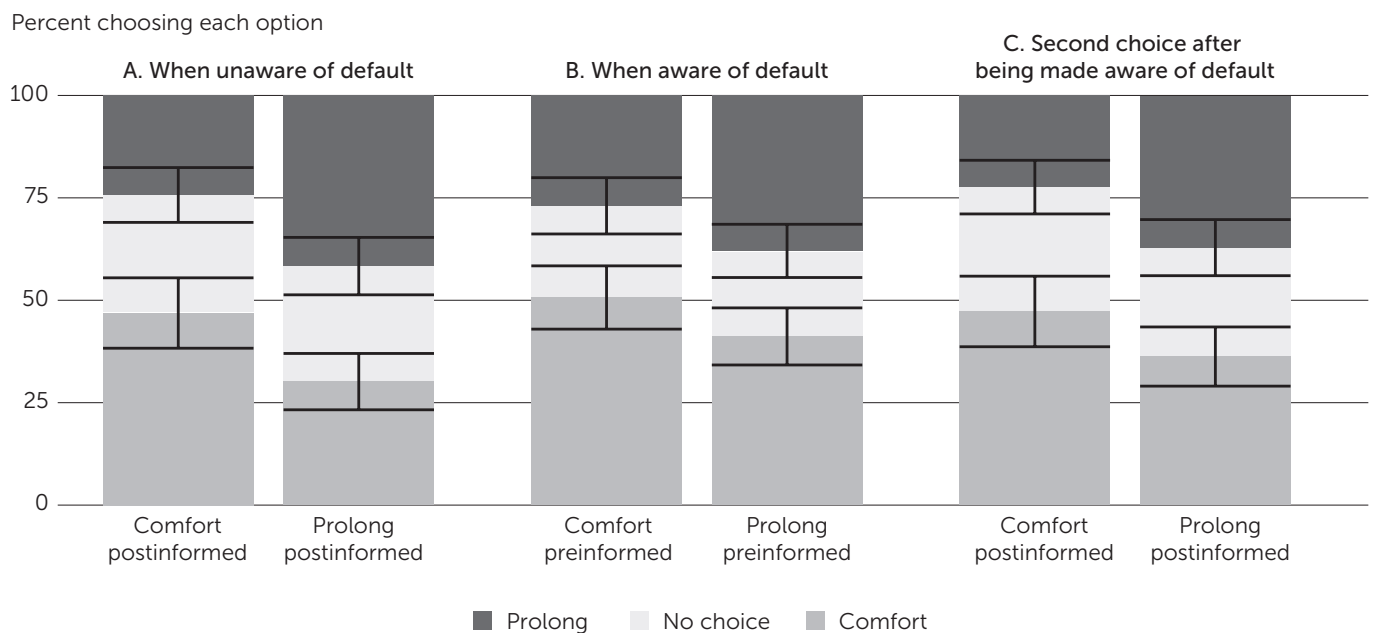 Percent choosing each option
A. When unaware of default
B. When aware of default
C. Second choice after
being made aware of default
100
75
50
25
0
Comfort
postinformed
Prolong
postinformed
Comfort
preinformed
Prolong
preinformed
Comfort
postinformed
Prolong
postinformed
Prolong
No choice
Comfort